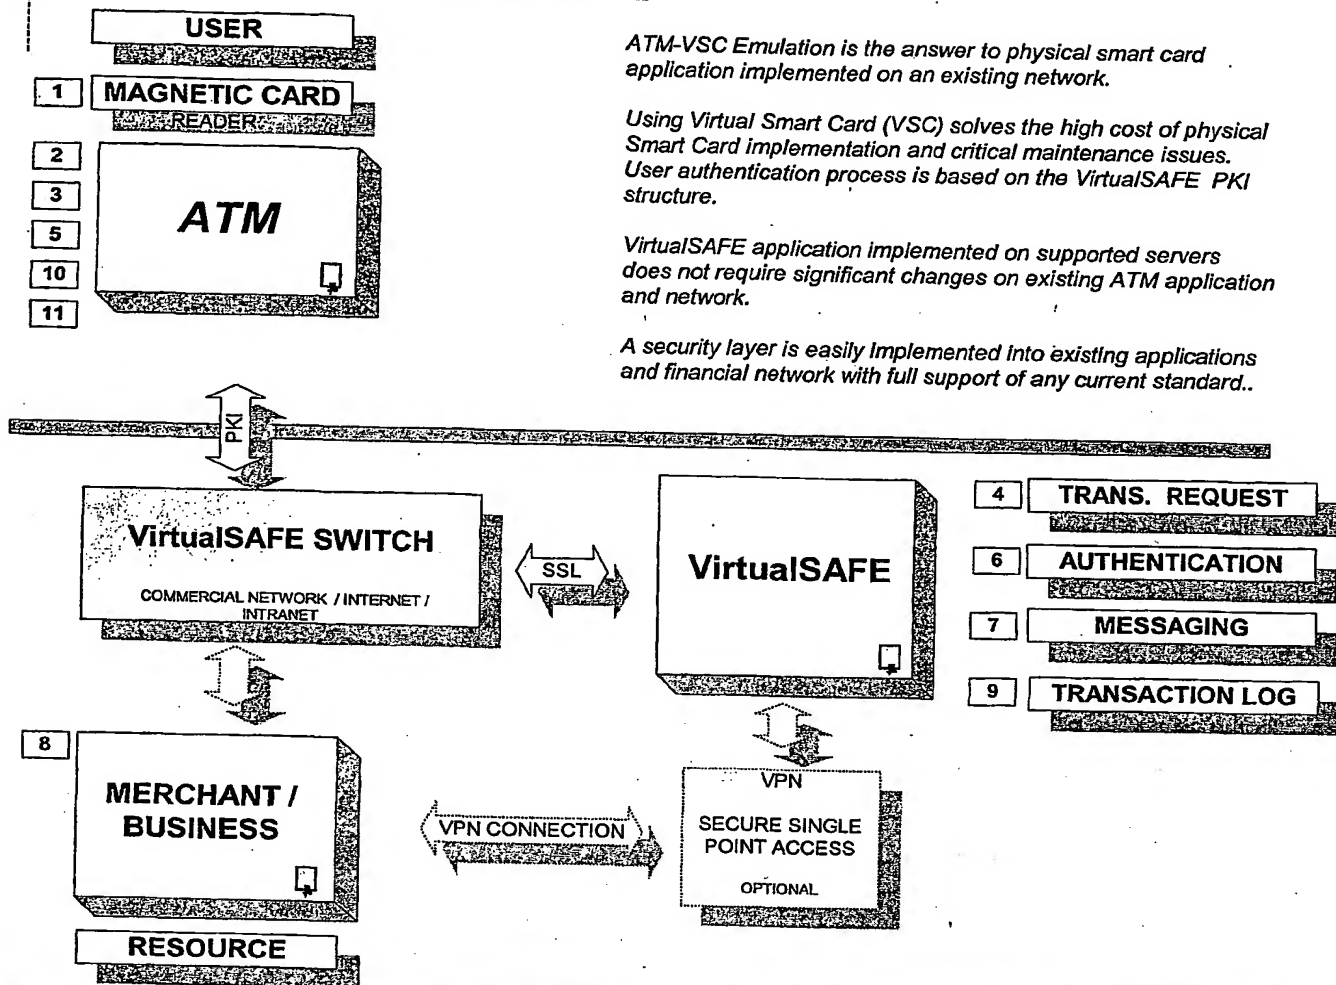 USER
1
MAGNETIC CARD
READER
2
3
5
10
11
ATM
ATM-VSC Emulation is the answer to physical smart card
application implemented on an existing network.
Using Virtual Smart Card (VSC) solves the high cost of physical
Smart Card implementation and critical maintenance issues.
User authentication process is based on the VirtualSAFE PKI
structure.
VirtualSAFE application implemented on supported servers
does not require significant changes on existing ATM application
and network.
A security layer is easily implemented into existing applications
and financial network with full support of any current standard..
PKI
VirtualSAFE SWITCH
COMMERCIAL NETWORK / INTERNET /
INTRANET
SSL
VirtualSAFE
4
TRANS. REQUEST
6
AUTHENTICATION
7
MESSAGING
9
TRANSACTION LOG
8
MERCHANT /
BUSINESS
VPN CONNECTION
VPN
SECURE SINGLE
POINT ACCESS
OPTIONAL
RESOURCE